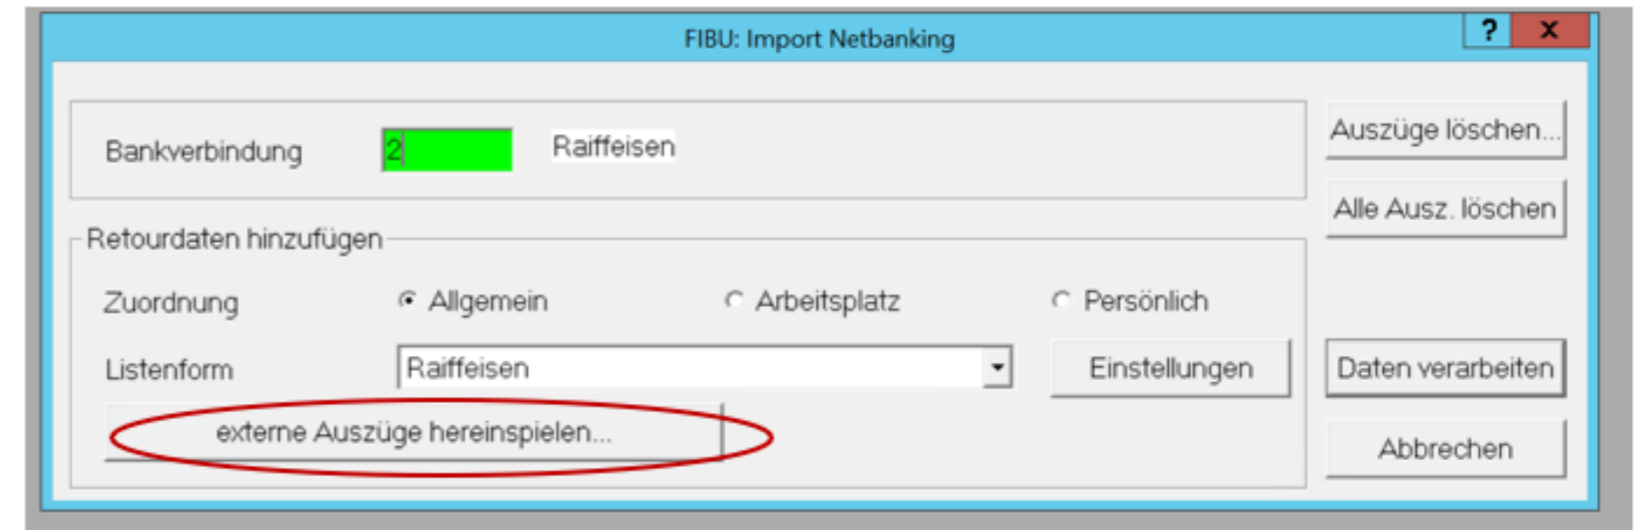 FIBU: Import Netbanking
? X
Bankverbindung 2 Raiffeisen
Auszüge löschen...
Alle Ausz. löschen
Retourdaten hinzufügen
Zuordnung Allgemein Arbeitsplatz Persönlich
Listenform Raiffeisen Einstellungen Daten verarbeiten
externe Auszüge hereinspielen...
Abbrechen